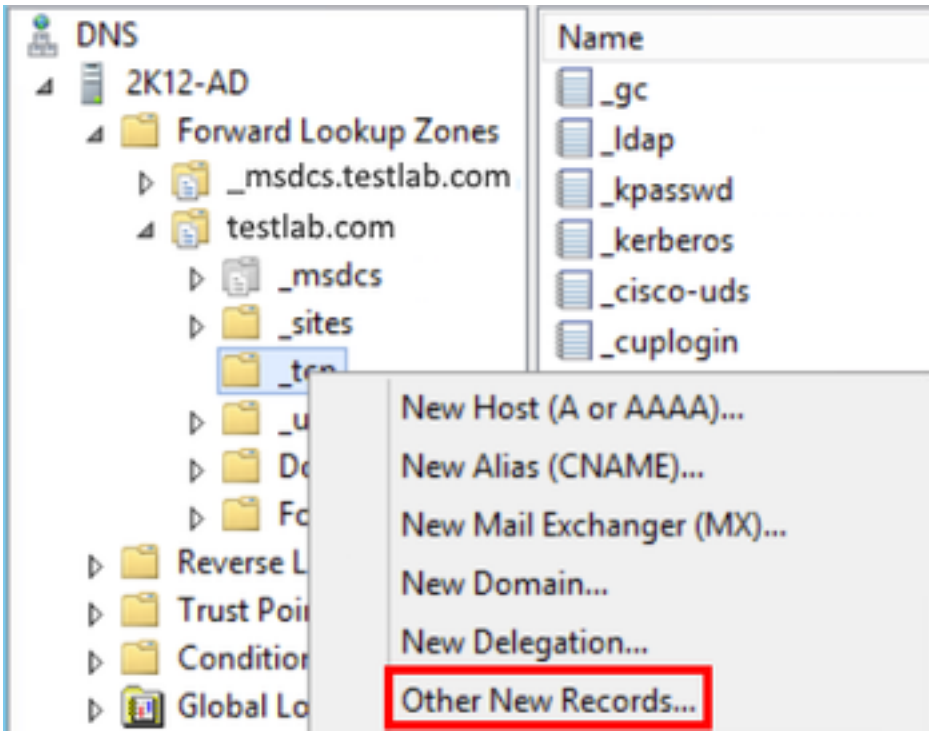 DNS
2K12-AD
Forward Lookup Zones
_msdcs.testlab.com
testlab.com
_msdcs
_sites
_tcp
Reverse L
Trust Poi
Condition
Global Lo
Name
_gc
_ldap
_kpasswd
_kerberos
_cisco-uds
_cuplogin
New Host (A or AAAA)...
New Alias (CNAME)...
New Mail Exchanger (MX)...
New Domain...
New Delegation...
Other New Records...